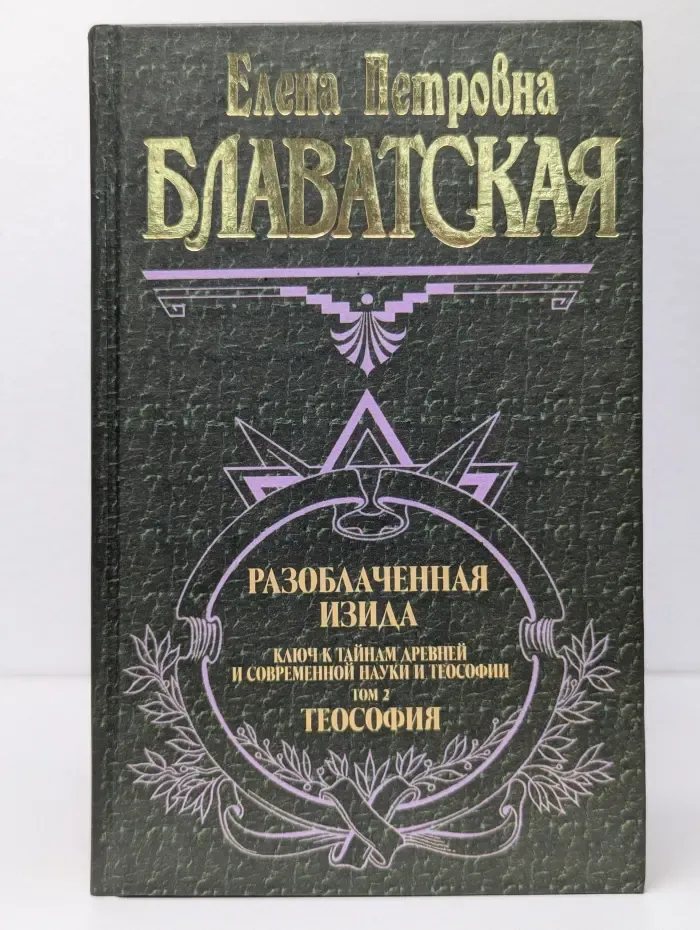 Елена Петровна
БЛАВАТСКАЯ
РАЗОБЛАЧЕННАЯ
ИЗИДА
КЛЮЧ К ТАЙНАМ ДРЕВНЕЙ
И СОВРЕМЕННОЙ НАУКИ И ТЕОСОФИИ
ТОМ 2
ТЕОСОФИЯ